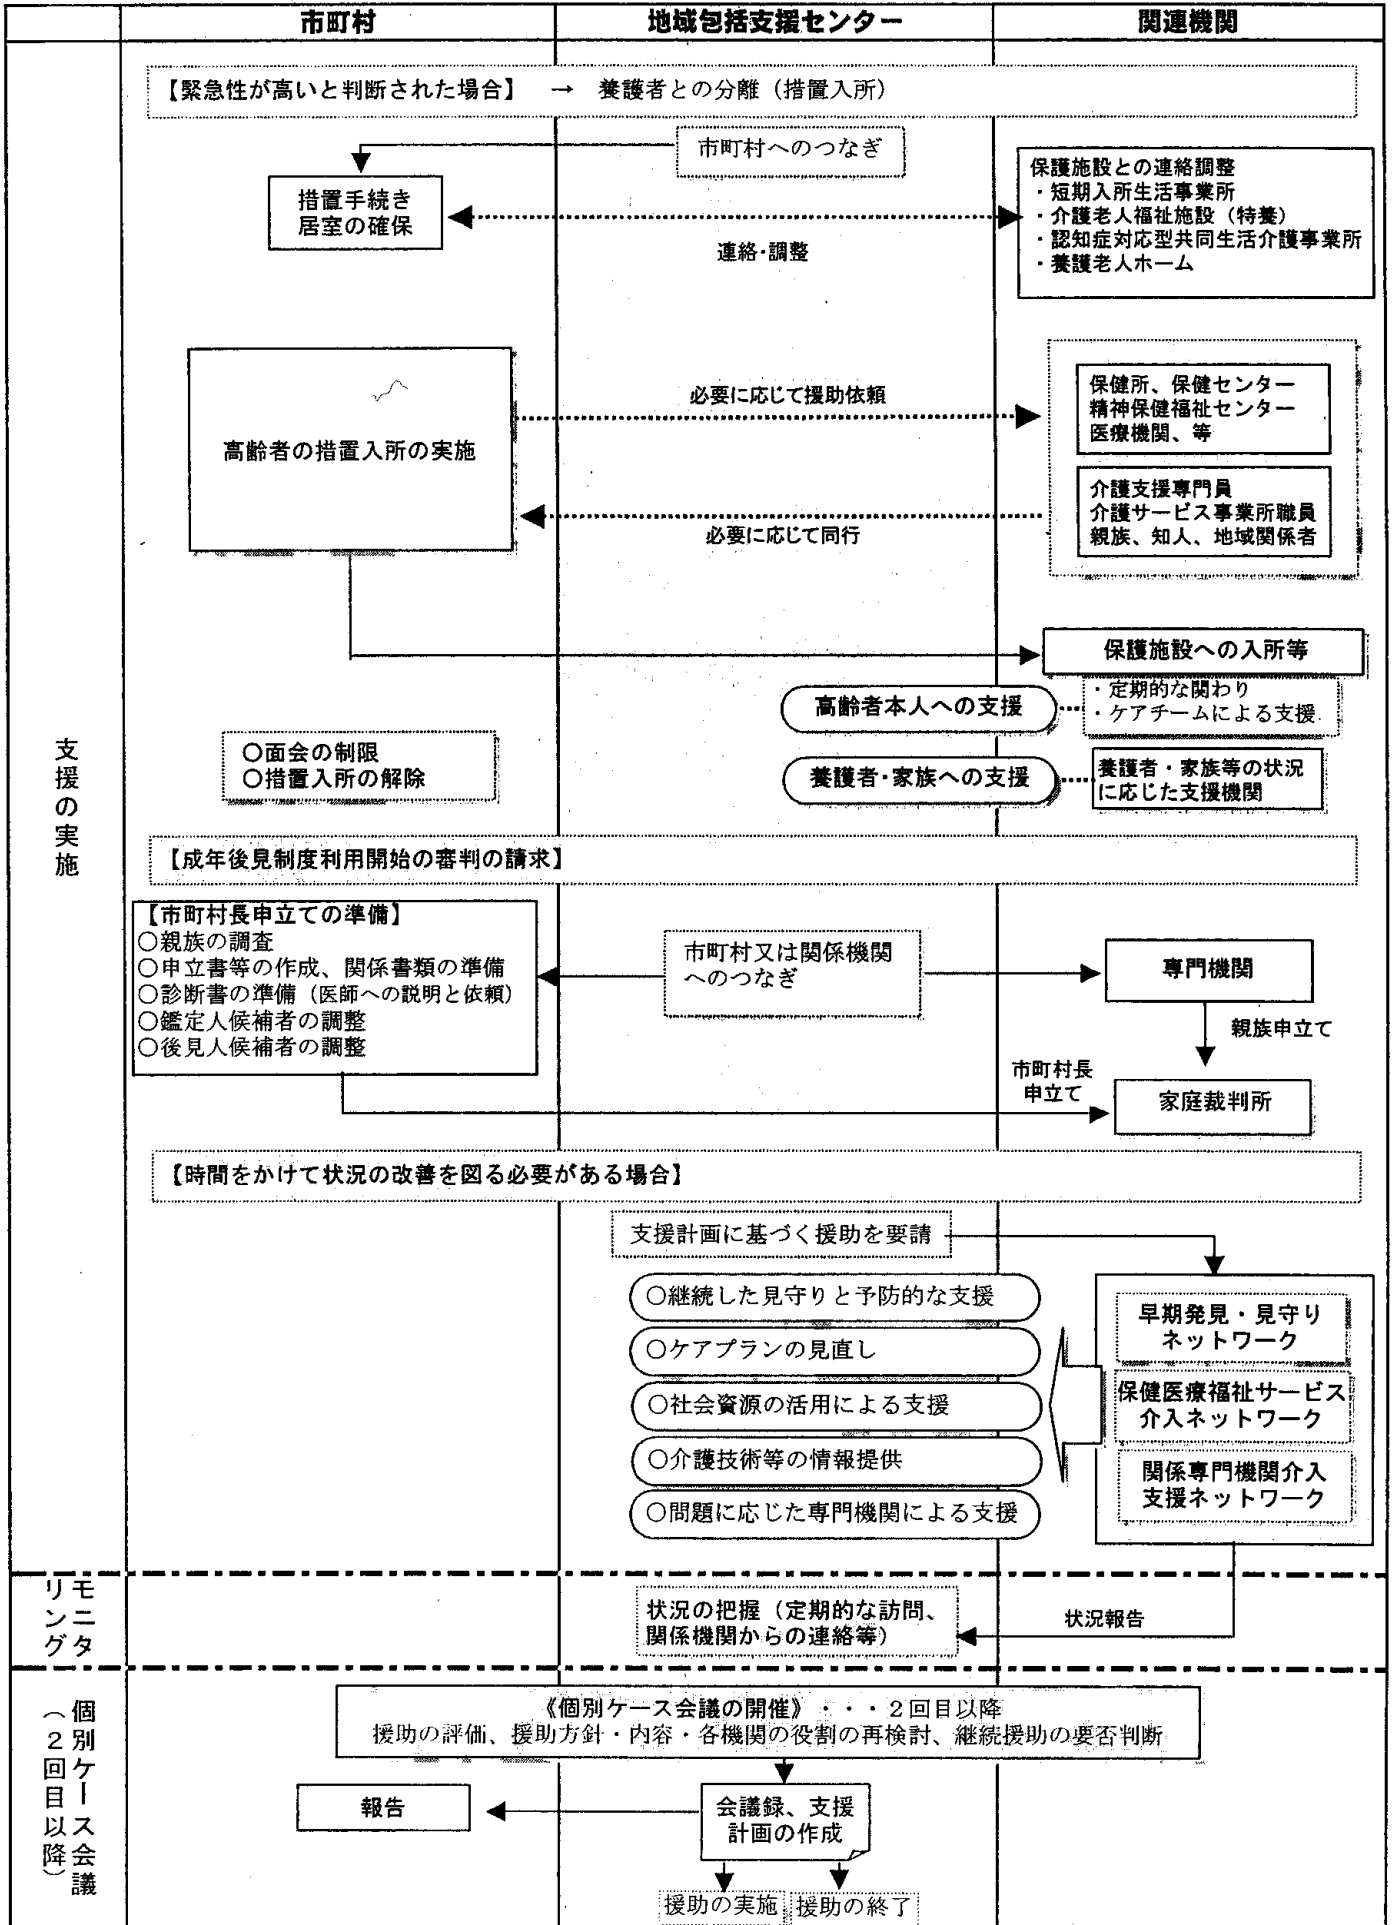 市町村
地域包括支援センター
関連機関
支援の実施
【緊急性が高いと判断された場合】 → 養護者との分離（措置入所）
市町村へのつなぎ
措置手続き
居室の確保
連絡・調整
保護施設との連絡調整
・短期入所生活事業所
・介護老人福祉施設（特養）
・認知症対応型共同生活介護事業所
・養護老人ホーム
高齢者の措置入所の実施
必要に応じて援助依頼
必要に応じて同行
保健所、保健センター
精神保健福祉センター
医療機関、等
介護支援専門員
介護サービス事業所職員
親族、知人、地域関係者
保護施設への入所等
高齢者本人への支援
・定期的な関わり
・ケアチームによる支援
○面会の制限
○措置入所の解除
養護者・家族への支援
養護者・家族等の状況
に応じた支援機関
【成年後見制度利用開始の審判の請求】
【市町村長申立ての準備】
○親族の調査
○申立書等の作成、関係書類の準備
○診断書の準備（医師への説明と依頼）
○鑑定人候補者の調整
○後見人候補者の調整
市町村又は関係機関
へのつなぎ
専門機関
親族申立て
市町村長
申立て
家庭裁判所
【時間をかけて状況の改善を図る必要がある場合】
支援計画に基づく援助を要請
○継続した見守りと予防的な支援
○ケアプランの見直し
○社会資源の活用による支援
○介護技術等の情報提供
○問題に応じた専門機関による支援
早期発見・見守り
ネットワーク
保健医療福祉サービス
介入ネットワーク
関係専門機関介入
支援ネットワーク
モニタ
リング
状況の把握（定期的な訪問、
関係機関からの連絡等）
状況報告
個別ケース会議
（２回目以降）
《個別ケース会議の開催》・・・２回目以降
援助の評価、援助方針・内容・各機関の役割の再検討、継続援助の要否判断
報告
会議録、支援
計画の作成
援助の実施
援助の終了